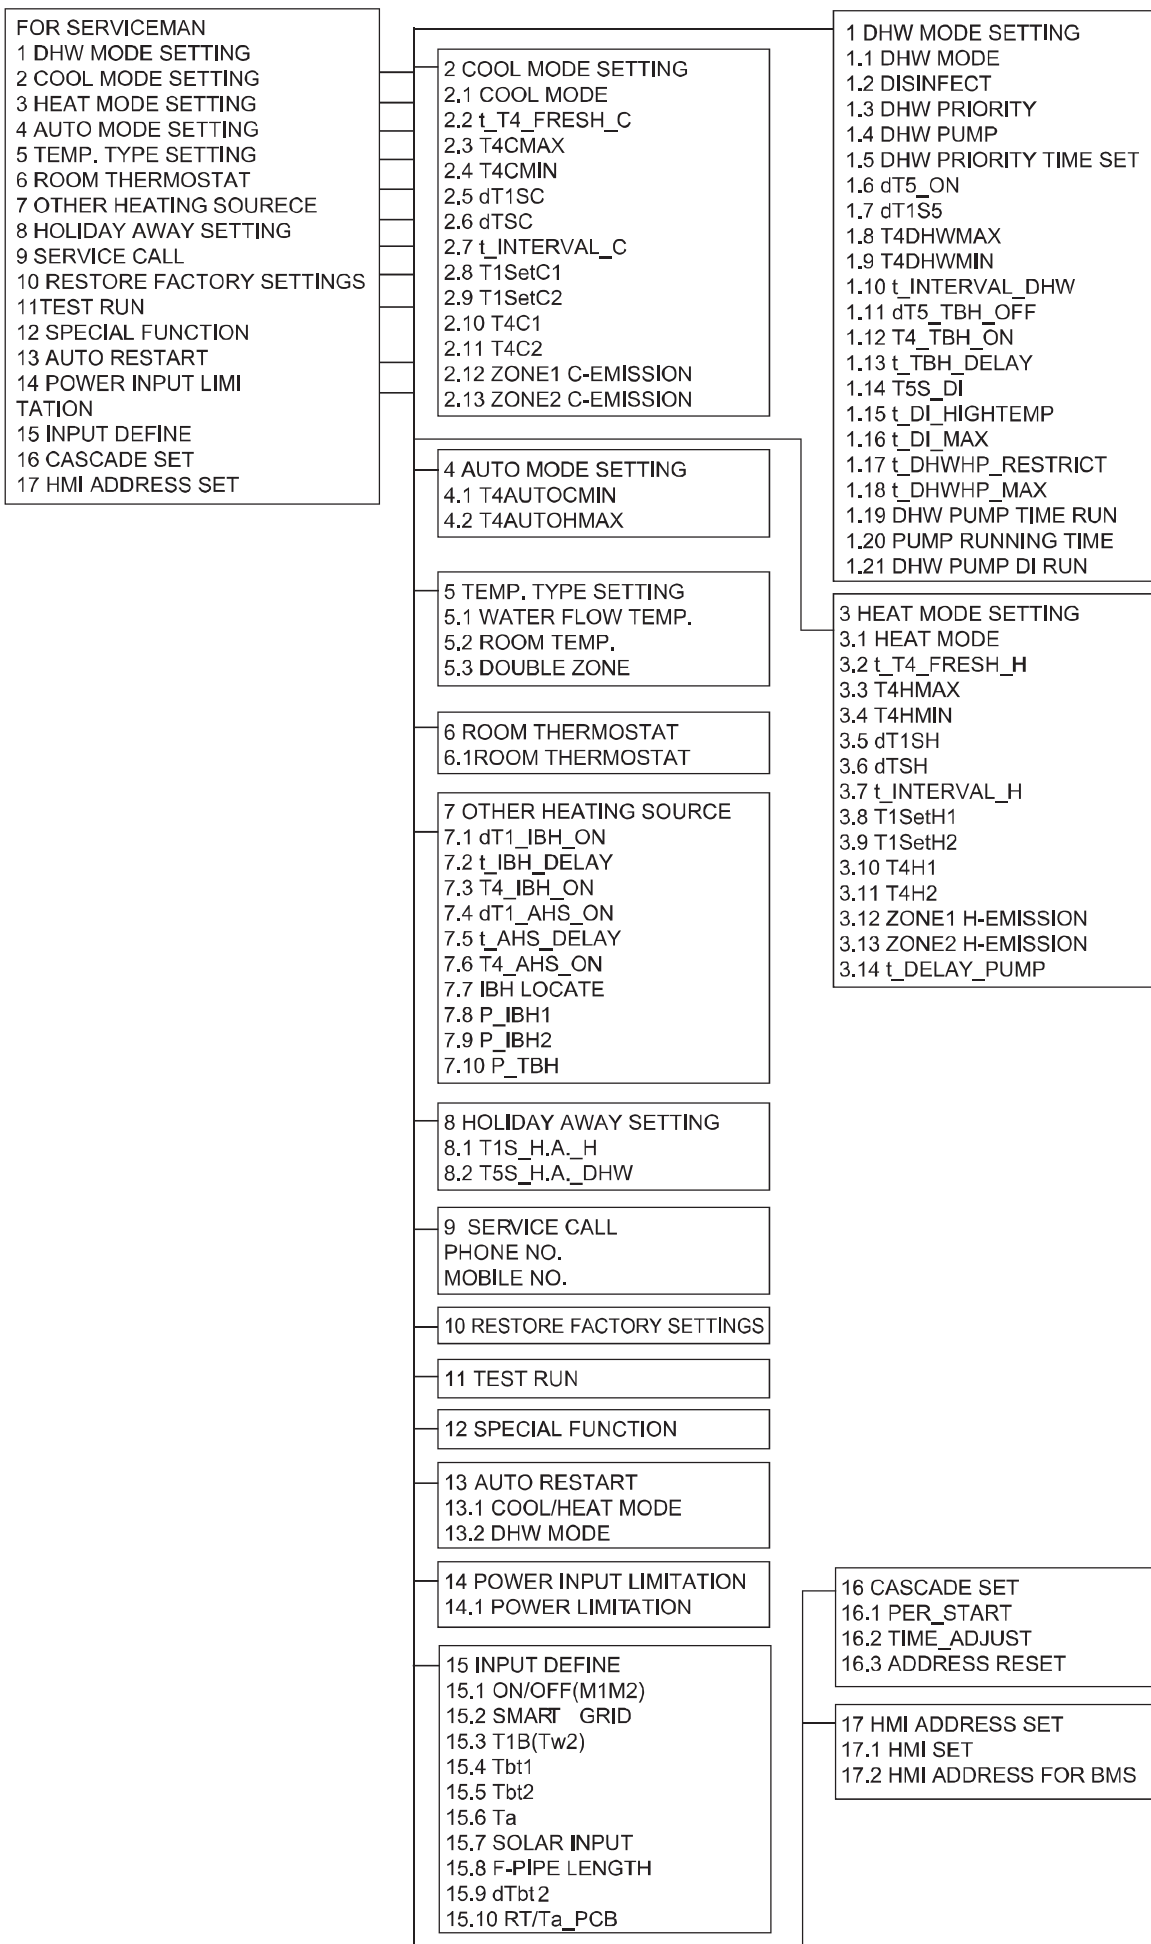 FOR SERVICEMAN
1 DHW MODE SETTING
2 COOL MODE SETTING
3 HEAT MODE SETTING
4 AUTO MODE SETTING
5 TEMP. TYPE SETTING
6 ROOM THERMOSTAT
7 OTHER HEATING SOURECE
8 HOLIDAY AWAY SETTING
9 SERVICE CALL
10 RESTORE FACTORY SETTINGS
11TEST RUN
12 SPECIAL FUNCTION
13 AUTO RESTART
14 POWER INPUT LIMI
TATION
15 INPUT DEFINE
16 CASCADE SET
17 HMI ADDRESS SET
1 DHW MODE SETTING
1.1 DHW MODE
1.2 DISINFECT
1.3 DHW PRIORITY
1.4 DHW PUMP
1.5 DHW PRIORITY TIME SET
1.6 dT5_ON
1.7 dT1S5
1.8 T4DHWMAX
1.9 T4DHWMIN
1.10 t_INTERVAL_DHW
1.11 dT5_TBH_OFF
1.12 T4_TBH_ON
1.13 t_TBH_DELAY
1.14 T5S_DI
1.15 t_DI_HIGHTEMP
1.16 t_DI_MAX
1.17 t_DHWHP_RESTRICT
1.18 t_DHWHP_MAX
1.19 DHW PUMP TIME RUN
1.20 PUMP RUNNING TIME
1.21 DHW PUMP DI RUN
2 COOL MODE SETTING
2.1 COOL MODE
2.2 t_T4_FRESH_C
2.3 T4CMAX
2.4 T4CMIN
2.5 dT1SC
2.6 dTSC
2.7 t_INTERVAL_C
2.8 T1SetC1
2.9 T1SetC2
2.10 T4C1
2.11 T4C2
2.12 ZONE1 C-EMISSION
2.13 ZONE2 C-EMISSION
3 HEAT MODE SETTING
3.1 HEAT MODE
3.2 t_T4_FRESH_H
3.3 T4HMAX
3.4 T4HMIN
3.5 dT1SH
3.6 dTSH
3.7 t_INTERVAL_H
3.8 T1SetH1
3.9 T1SetH2
3.10 T4H1
3.11 T4H2
3.12 ZONE1 H-EMISSION
3.13 ZONE2 H-EMISSION
3.14 t_DELAY_PUMP
4 AUTO MODE SETTING
4.1 T4AUTOCMIN
4.2 T4AUTOHMAX
5 TEMP. TYPE SETTING
5.1 WATER FLOW TEMP.
5.2 ROOM TEMP.
5.3 DOUBLE ZONE
6 ROOM THERMOSTAT
6.1ROOM THERMOSTAT
7 OTHER HEATING SOURCE
7.1 dT1_IBH_ON
7.2 t_IBH_DELAY
7.3 T4_IBH_ON
7.4 dT1_AHS_ON
7.5 t_AHS_DELAY
7.6 T4_AHS_ON
7.7 IBH LOCATE
7.8 P_IBH1
7.9 P_IBH2
7.10 P_TBH
8 HOLIDAY AWAY SETTING
8.1 T1S_H.A._H
8.2 T5S_H.A._DHW
9 SERVICE CALL
PHONE NO.
MOBILE NO.
10 RESTORE FACTORY SETTINGS
11 TEST RUN
12 SPECIAL FUNCTION
13 AUTO RESTART
13.1 COOL/HEAT MODE
13.2 DHW MODE
14 POWER INPUT LIMITATION
14.1 POWER LIMITATION
15 INPUT DEFINE
15.1 ON/OFF(M1M2)
15.2 SMART GRID
15.3 T1B(Tw2)
15.4 Tbt1
15.5 Tbt2
15.6 Ta
15.7 SOLAR INPUT
15.8 F-PIPE LENGTH
15.9 dTbt2
15.10 RT/Ta_PCB
16 CASCADE SET
16.1 PER_START
16.2 TIME_ADJUST
16.3 ADDRESS RESET
17 HMI ADDRESS SET
17.1 HMI SET
17.2 HMI ADDRESS FOR BMS